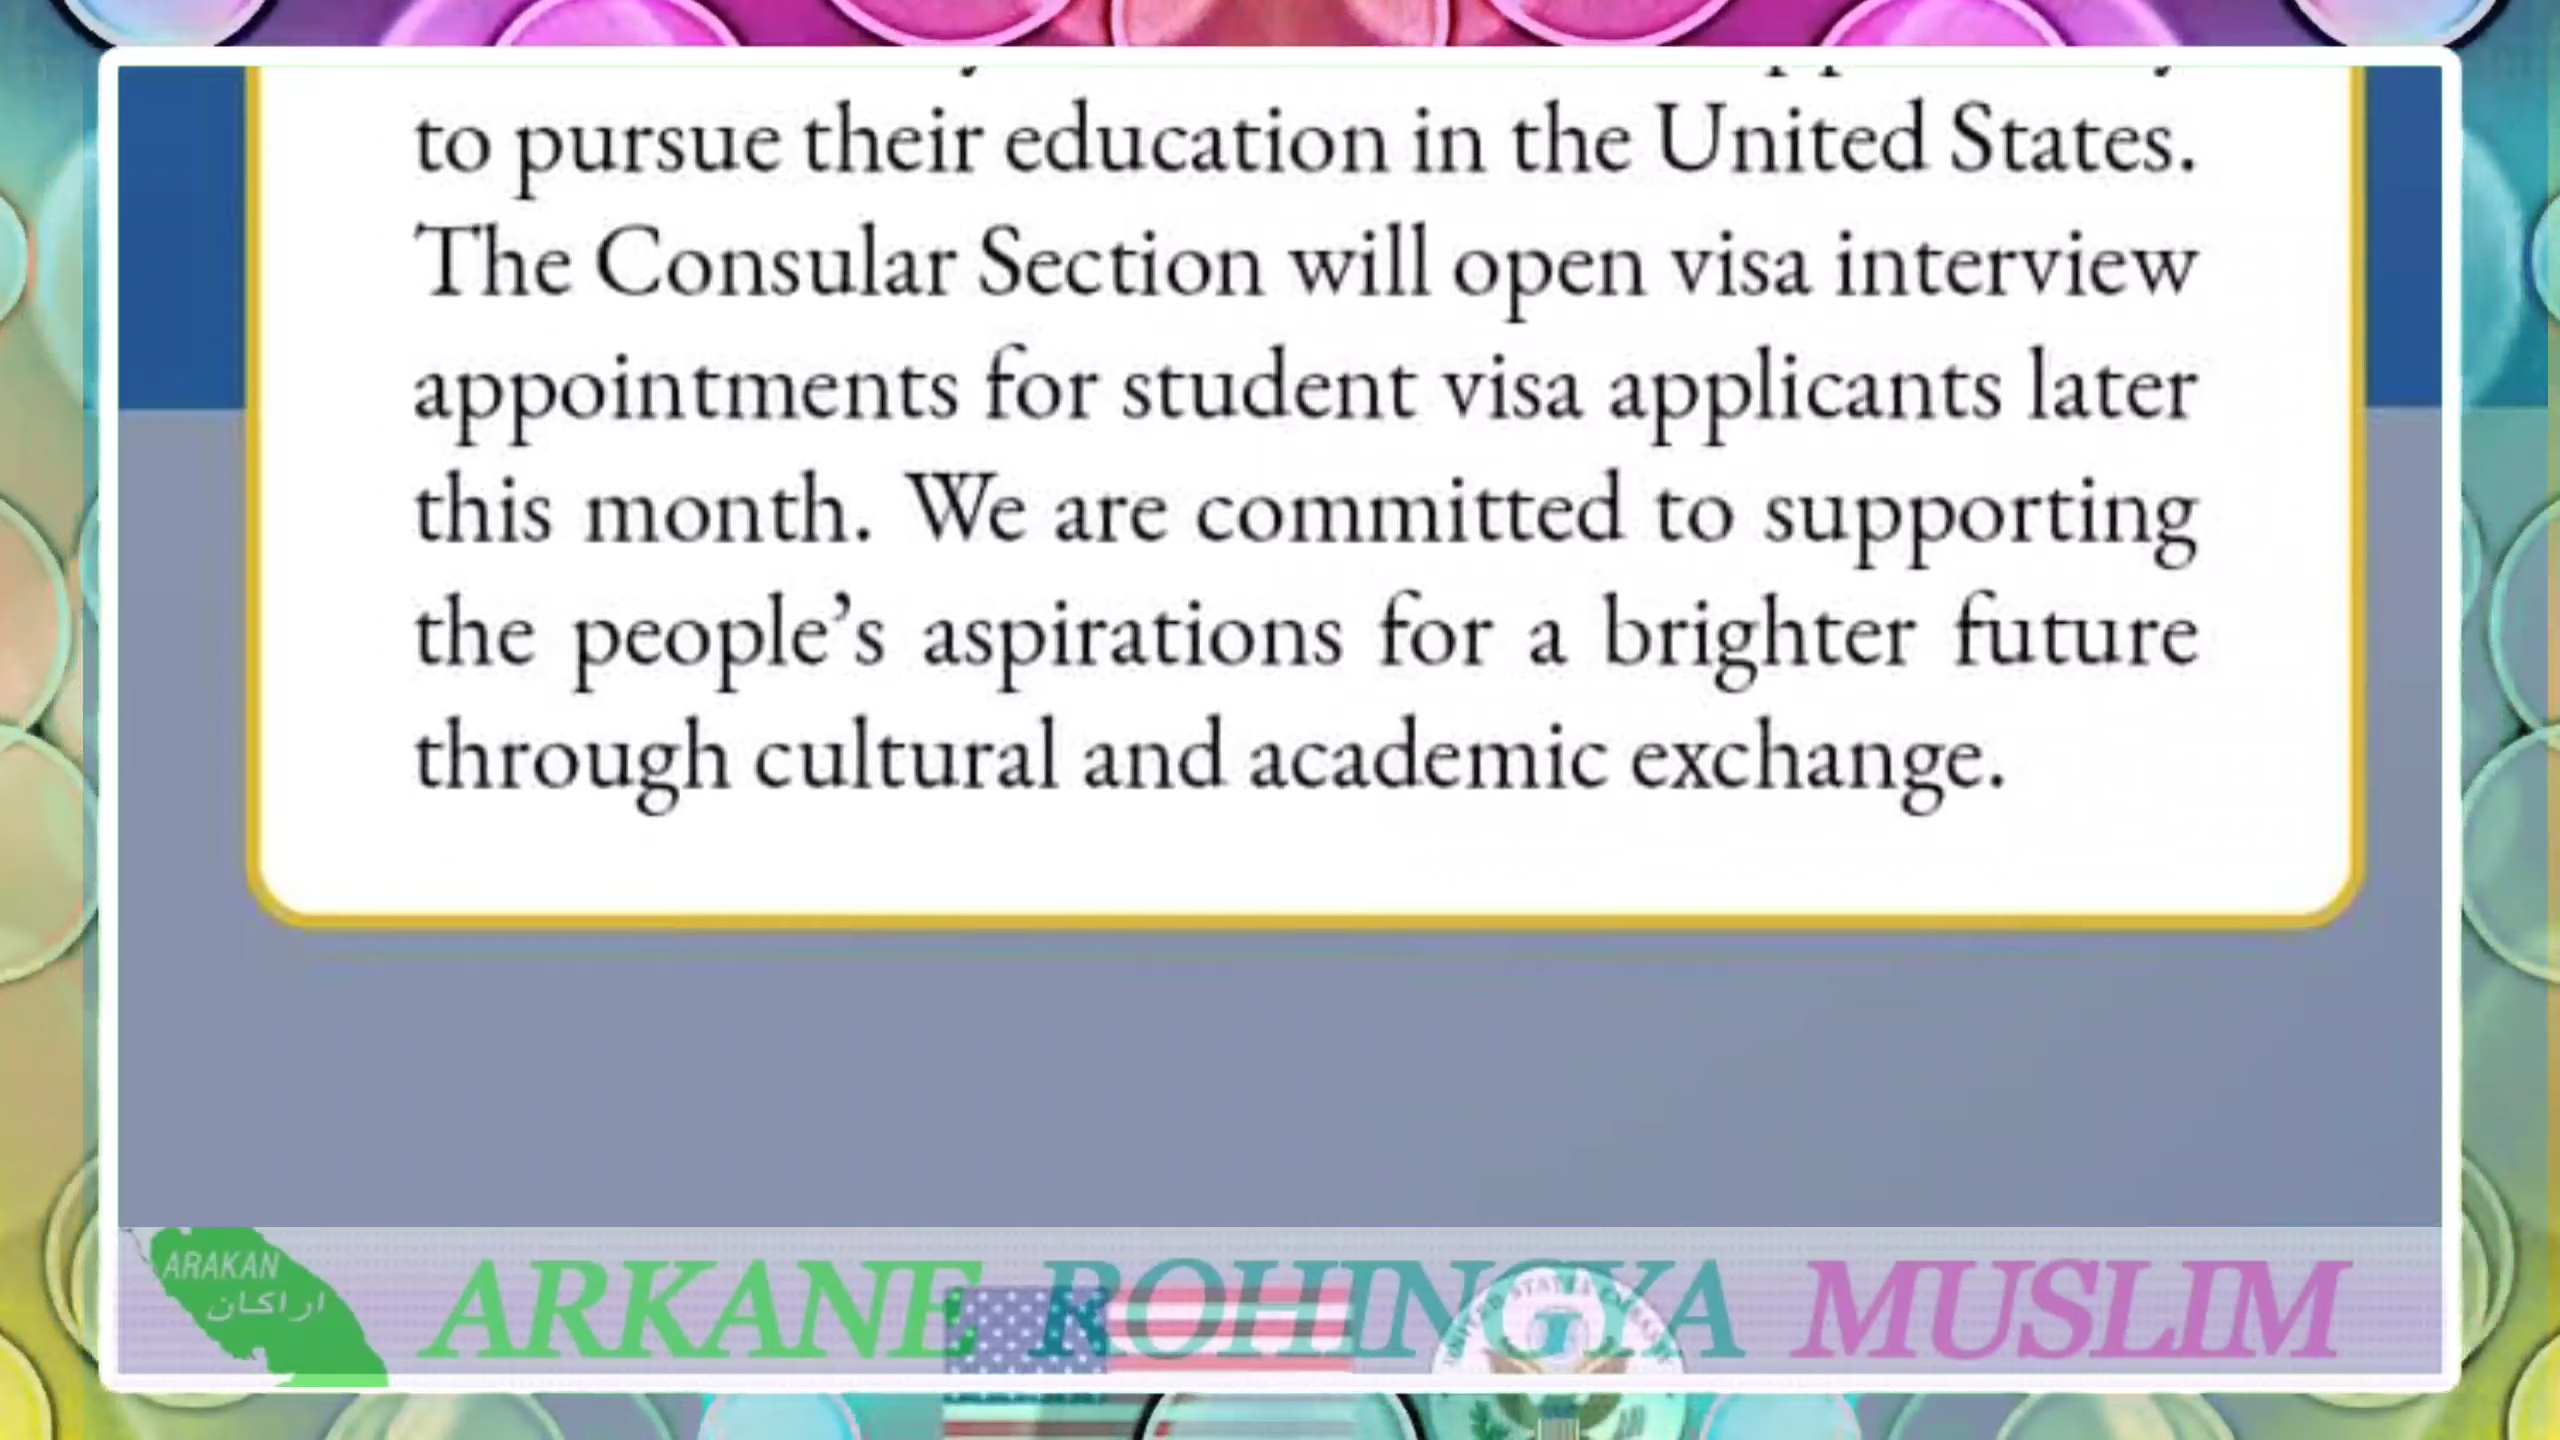 to pursue their education in the United States.
The Consular Section will open visa interview
appointments for student visa applicants later
this month. We are committed to supporting
the people’s aspirations for a brighter future
through cultural and academic exchange.
ARAKAN
اراكان
ARKANE ROHINGYA MUSLIM